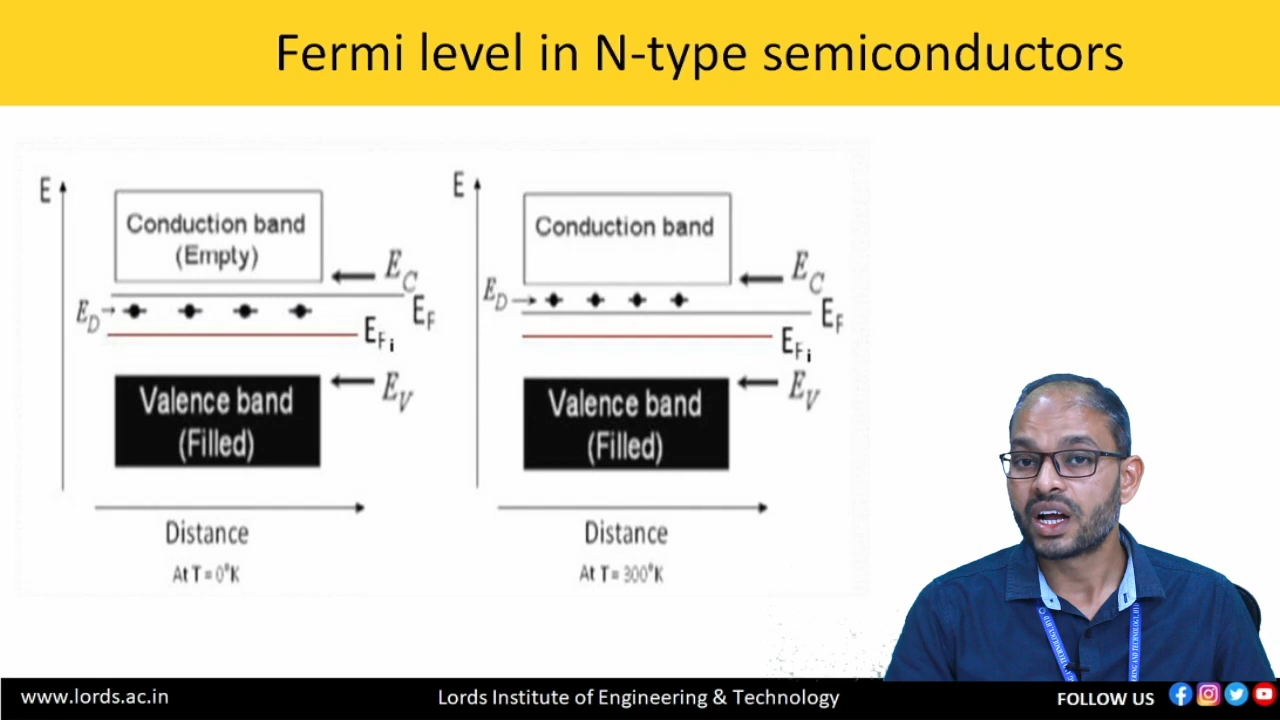 Fermi level in N-type semiconductors
E
Conduction band
(Empty)
E_C
E_D
E_F
E_Fi
Valence band
(Filled)
E_V
Distance
At T = 0°K
E
Conduction band
E_C
E_D
E_F
E_Fi
Valence band
(Filled)
E_V
Distance
At T = 300°K
www.lords.ac.in
Lords Institute of Engineering & Technology
FOLLOW US